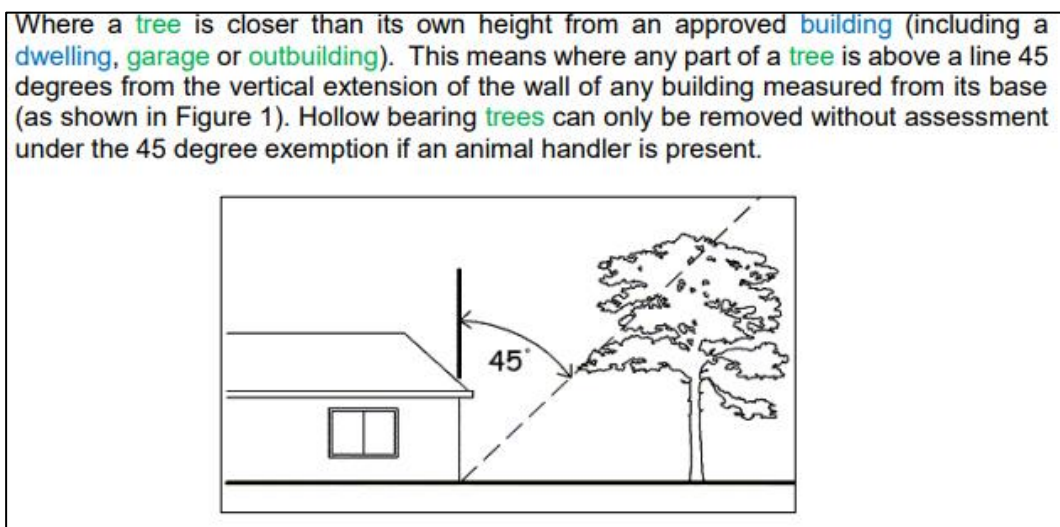 Where a tree is closer than its own height from an approved building (including a
dwelling, garage or outbuilding). This means where any part of a tree is above a line 45
degrees from the vertical extension of the wall of any building measured from its base
(as shown in Figure 1). Hollow bearing trees can only be removed without assessment
under the 45 degree exemption if an animal handler is present.
45°